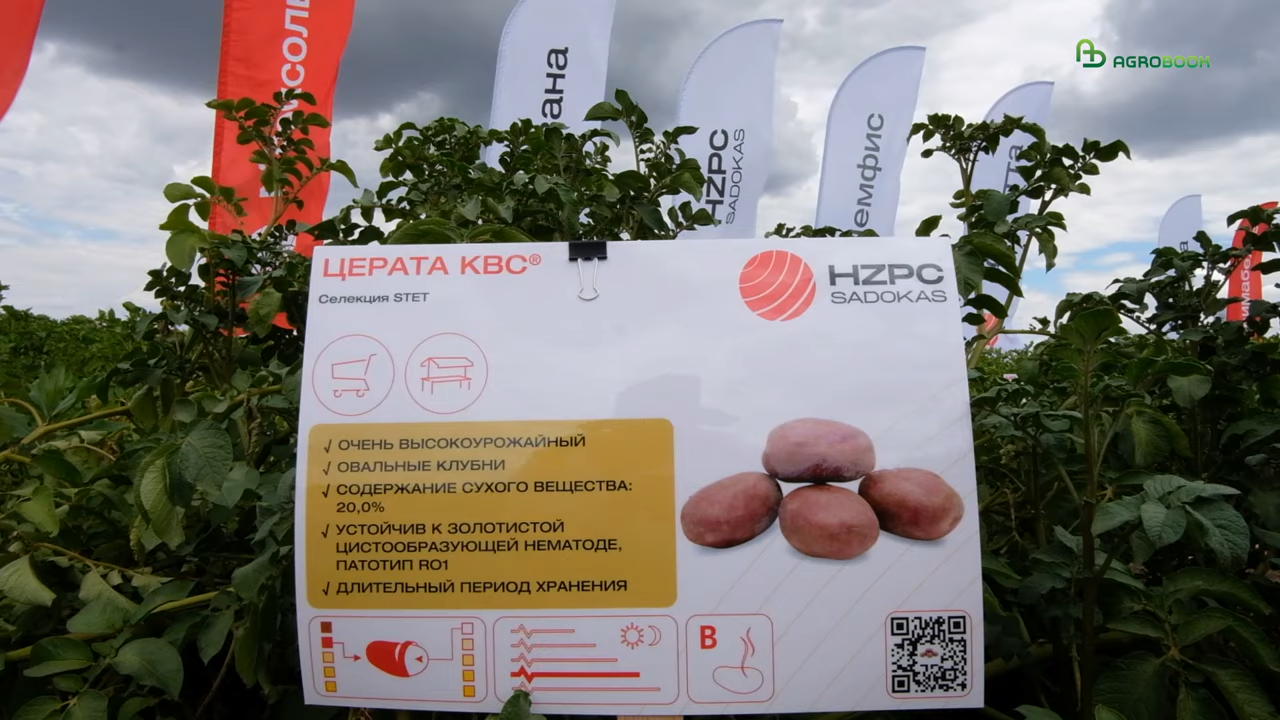 AGROBOOK
HZPC
SADOKAS
ЦЕРАТА КВС®
Селекция STET
HZPC
SADOKAS
√ ОЧЕНЬ ВЫСОКОУРОЖАЙНЫЙ
√ ОВАЛЬНЫЕ КЛУБНИ
√ СОДЕРЖАНИЕ СУХОГО ВЕЩЕСТВА:
20,0%
√ УСТОЙЧИВ К ЗОЛОТИСТОЙ
ЦИСТООБРАЗУЮЩЕЙ НЕМАТОДЕ,
ПАТОТИП RO1
√ ДЛИТЕЛЬНЫЙ ПЕРИОД ХРАНЕНИЯ
B